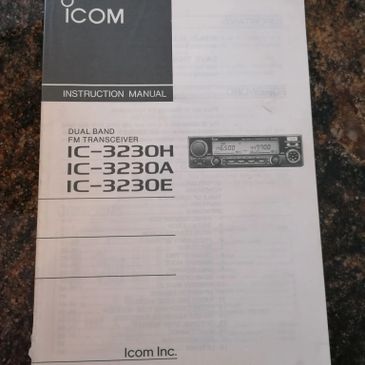 ICOM
INSTRUCTION MANUAL
DUAL BAND
FM TRANSCEIVER
IC-3230H
IC-3230A
IC-3230E
Icom Inc.